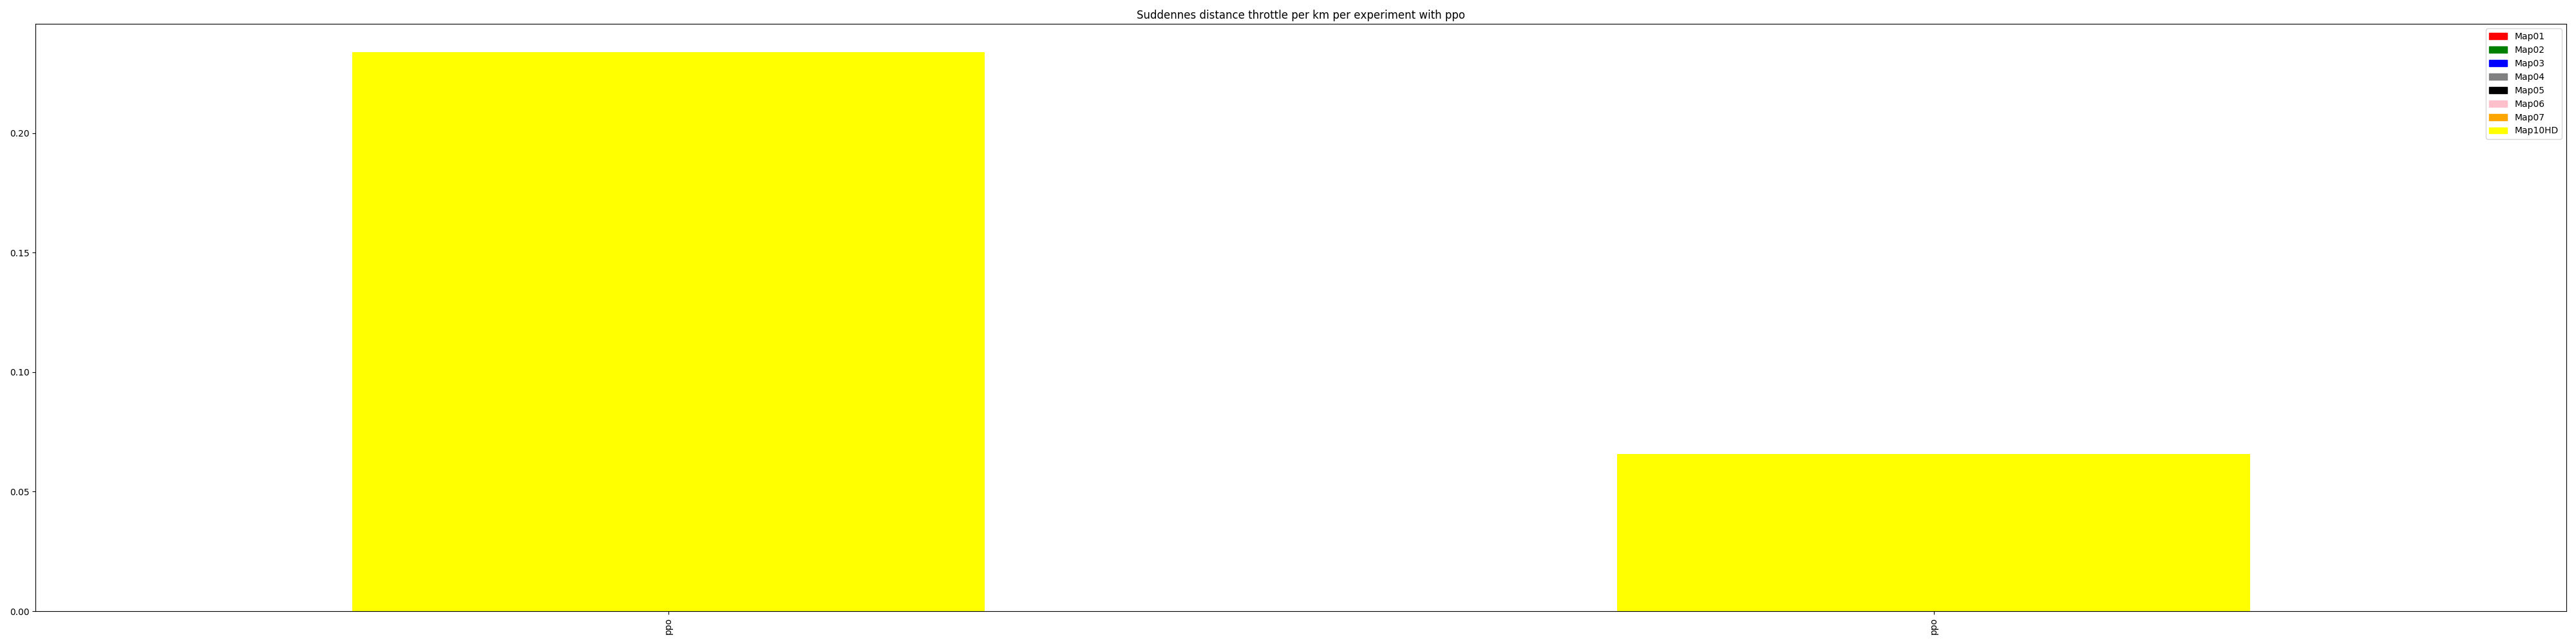 Suddennes distance throttle per km per experiment with ppo
Map01
Map02
Map03
Map04
Map05
Map06
Map07
Map10HD
0.20
0.15
0.10
0.05
0.00
ppo
ppo